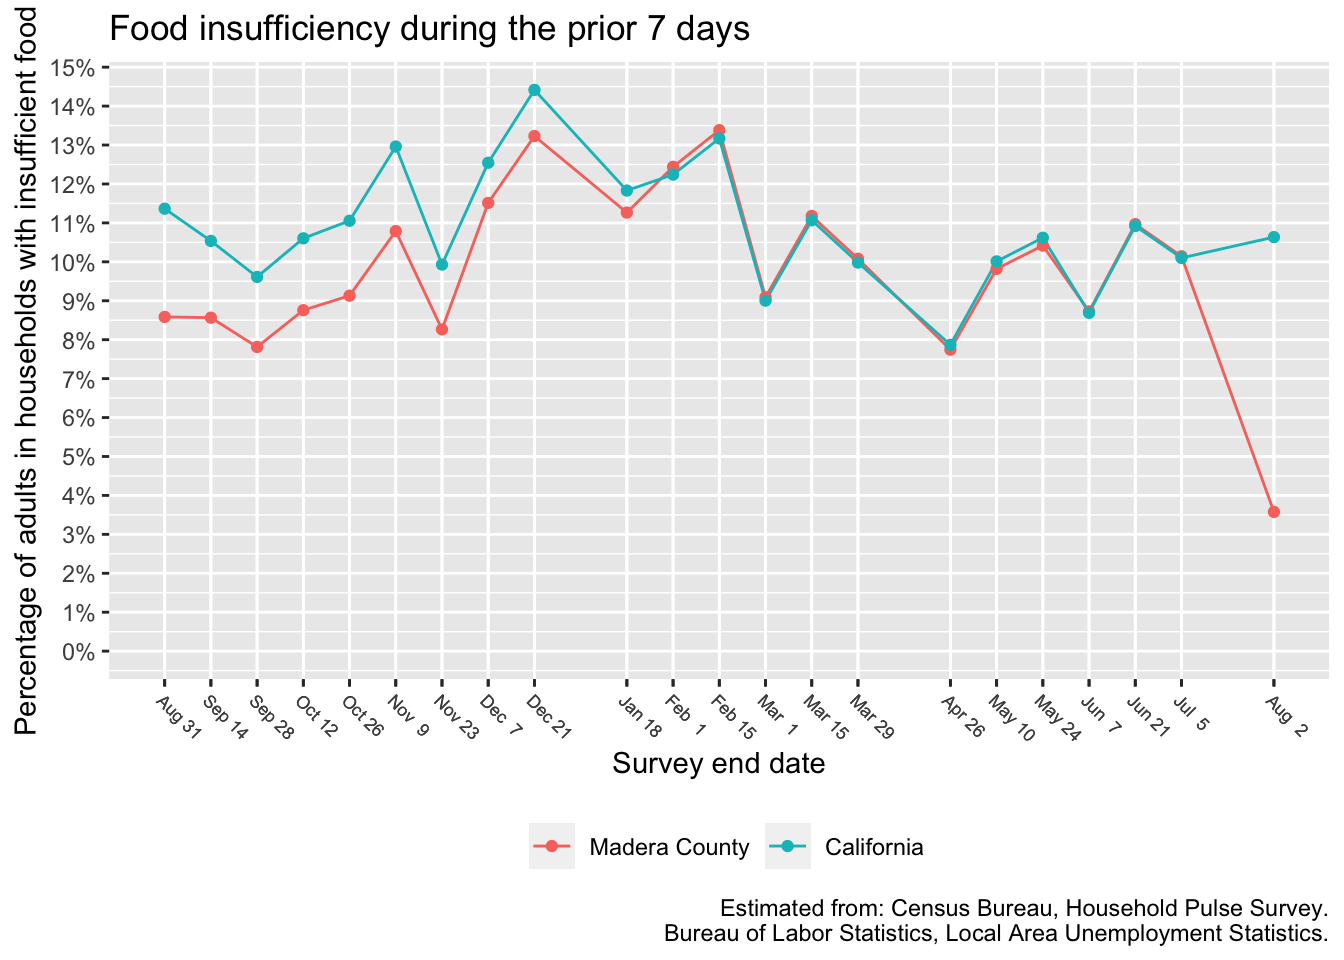 Food insufficiency during the prior 7 days
Percentage of adults in households with insufficient food
15%
14%
13%
12%
11%
10%
9%
8%
7%
6%
5%
4%
3%
2%
1%
0%
Aug 31
Sep 14
Sep 28
Oct 12
Oct 26
Nov 9
Nov 23
Dec 7
Dec 21
Jan 18
Feb 1
Feb 15
Mar 1
Mar 15
Mar 29
Apr 26
May 10
May 24
Jun 7
Jun 21
Jul 5
Aug 2
Survey end date
Madera County
California
Estimated from: Census Bureau, Household Pulse Survey.
Bureau of Labor Statistics, Local Area Unemployment Statistics.